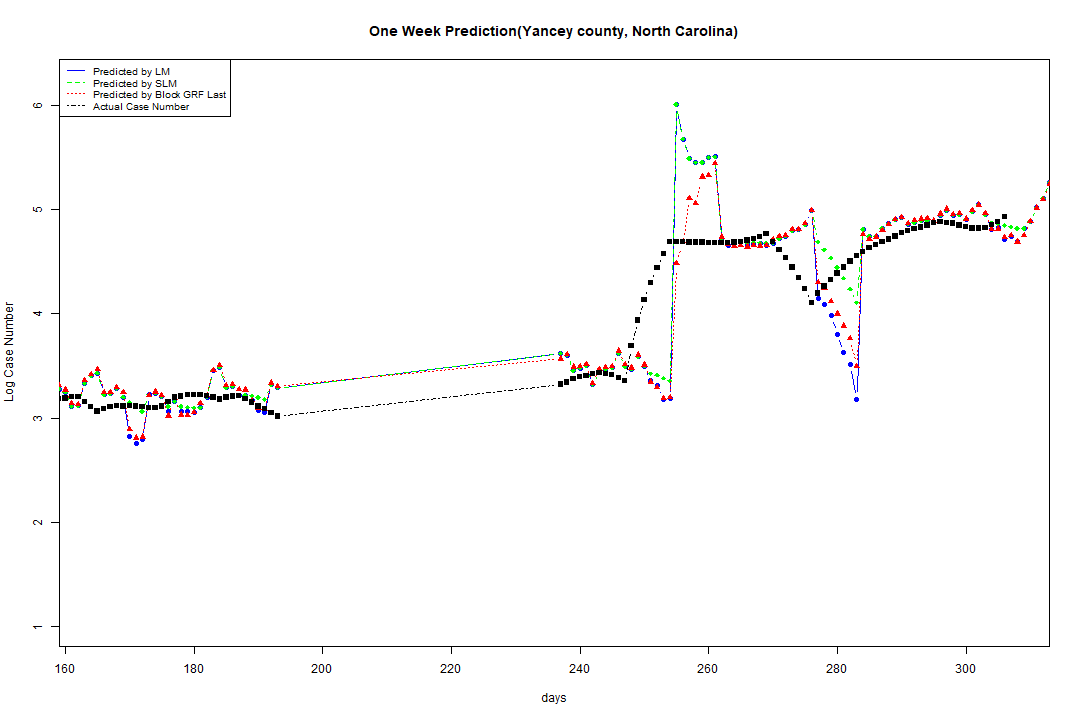 One Week Prediction(Yancey county, North Carolina)
Predicted by LM
Predicted by SLM
Predicted by Block GRF Last
Actual Case Number
Log Case Number
6
5
4
3
2
1
160 180 200 220 240 260 280 300
days